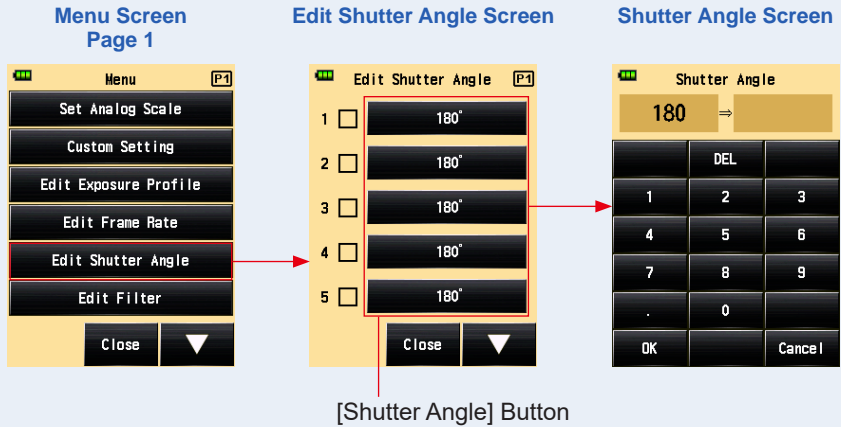 Menu Screen
Page 1
Menu P1
Set Analog Scale
Custom Setting
Edit Exposure Profile
Edit Frame Rate
Edit Shutter Angle
Edit Filter
Close ▼
Edit Shutter Angle Screen
Edit Shutter Angle P1
1 180°
2 180°
3 180°
4 180°
5 180°
Close ▼
[Shutter Angle] Button
Shutter Angle Screen
Shutter Angle
180 ⇒
DEL
1 2 3
4 5 6
7 8 9
. 0
OK Cancel